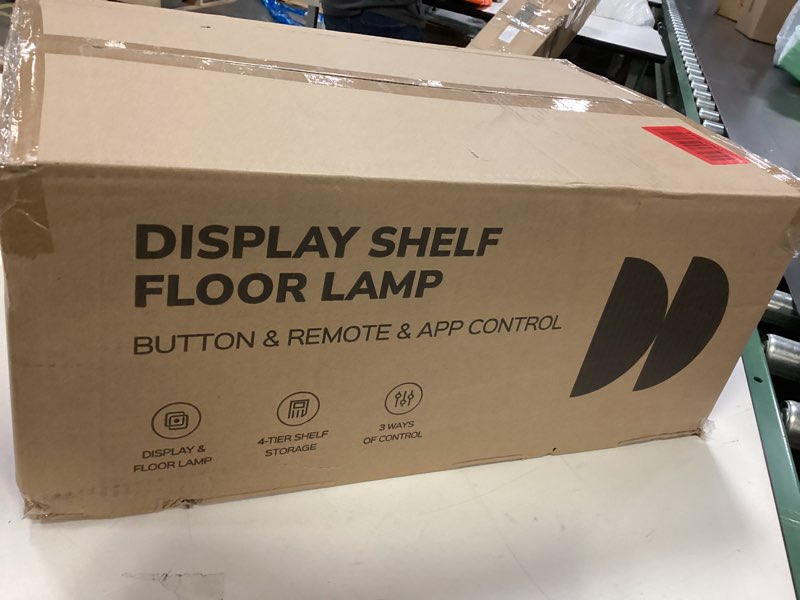 DISPLAY SHELF
FLOOR LAMP
BUTTON & REMOTE & APP CONTROL
DISPLAY &
FLOOR LAMP
4-TIER SHELF
STORAGE
3 WAYS
OF CONTROL